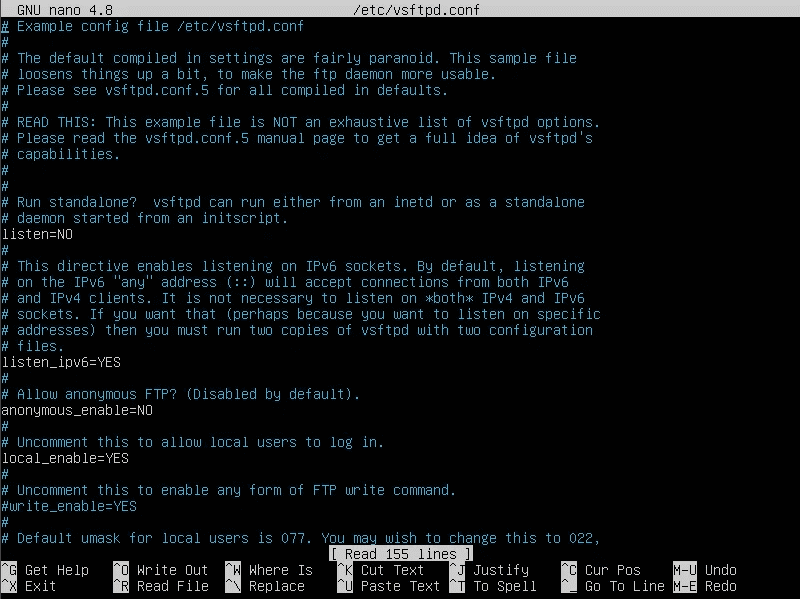 GNU nano 4.8 /etc/vsftpd.conf
# Example config file /etc/vsftpd.conf
#
# The default compiled in settings are fairly paranoid. This sample file
# loosens things up a bit, to make the ftp daemon more usable.
# Please see vsftpd.conf.5 for all compiled in defaults.
#
# READ THIS: This example file is NOT an exhaustive list of vsftpd options.
# Please read the vsftpd.conf.5 manual page to get a full idea of vsftpd's
# capabilities.
#
#
# Run standalone?  vsftpd can run either from an inetd or as a standalone
# daemon started from an initscript.
listen=NO
#
# This directive enables listening on IPv6 sockets. By default, listening
# on the IPv6 "any" address (::) will accept connections from both IPv6
# and IPv4 clients. It is not necessary to listen on *both* IPv4 and IPv6
# sockets. If you want that (perhaps because you want to listen on specific
# addresses) then you must run two copies of vsftpd with two configuration
# files.
listen_ipv6=YES
#
# Allow anonymous FTP? (Disabled by default).
anonymous_enable=NO
#
# Uncomment this to allow local users to log in.
local_enable=YES
#
# Uncomment this to enable any form of FTP write command.
#write_enable=YES
#
# Default umask for local users is 077. You may wish to change this to 022,
[ Read 155 lines ]
^G Get Help ^O Write Out ^W Where Is ^K Cut Text ^J Justify ^C Cur Pos M-U Undo
^X Exit ^R Read File ^\ Replace ^U Paste Text ^T To Spell ^_ Go To Line M-E Redo